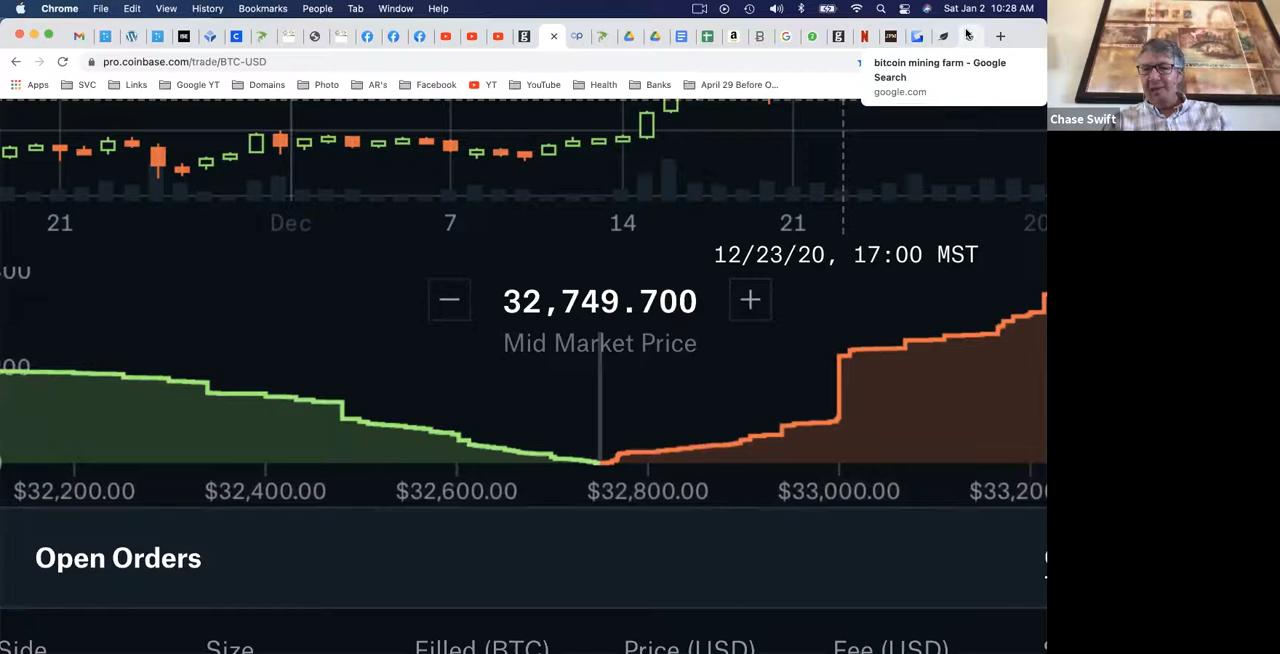 Chrome File Edit View History Bookmarks People Tab Window Help Sat Jan 2 10:28 AM
pro.coinbase.com/trade/BTC-USD
bitcoin mining farm - Google
Search
google.com
Apps SVC Links Google YT Domains Photo AR's Facebook YT YouTube Health Banks April 29 Before O...
Chase Swift
21 Dec 7 14 21 20
12/23/20, 17:00 MST
32,749.700
Mid Market Price
$32,200.00 $32,400.00 $32,600.00 $32,800.00 $33,000.00 $33,200
Open Orders
Side Size Filled (BTC) Price (USD) Fee (USD)